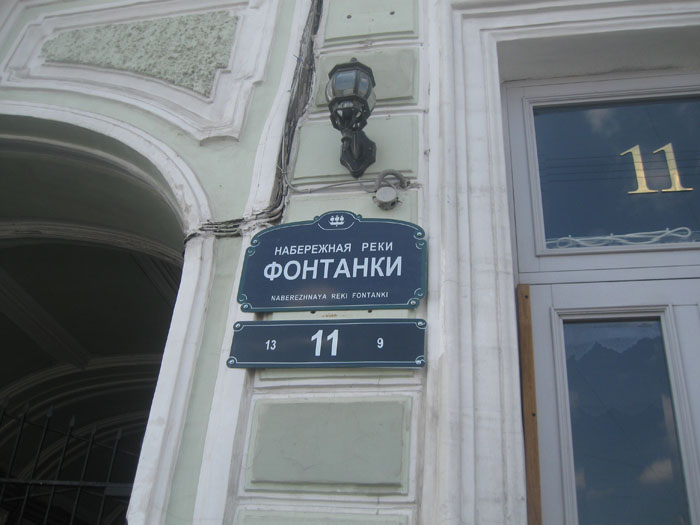 11
НАБЕРЕЖНАЯ РЕКИ
ФОНТАНКИ
NABEREZHNAYA REKI FONTANKI
13 11 9